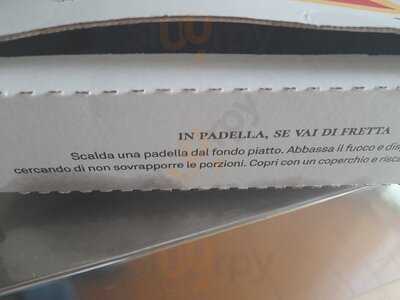 IN PADELLA, SE VAI DI FRETTA
Scalda una padella dal fondo piatto. Abbassa il fuoco e
cercando di non sovrapporre le porzioni. Copri con un coperchio e